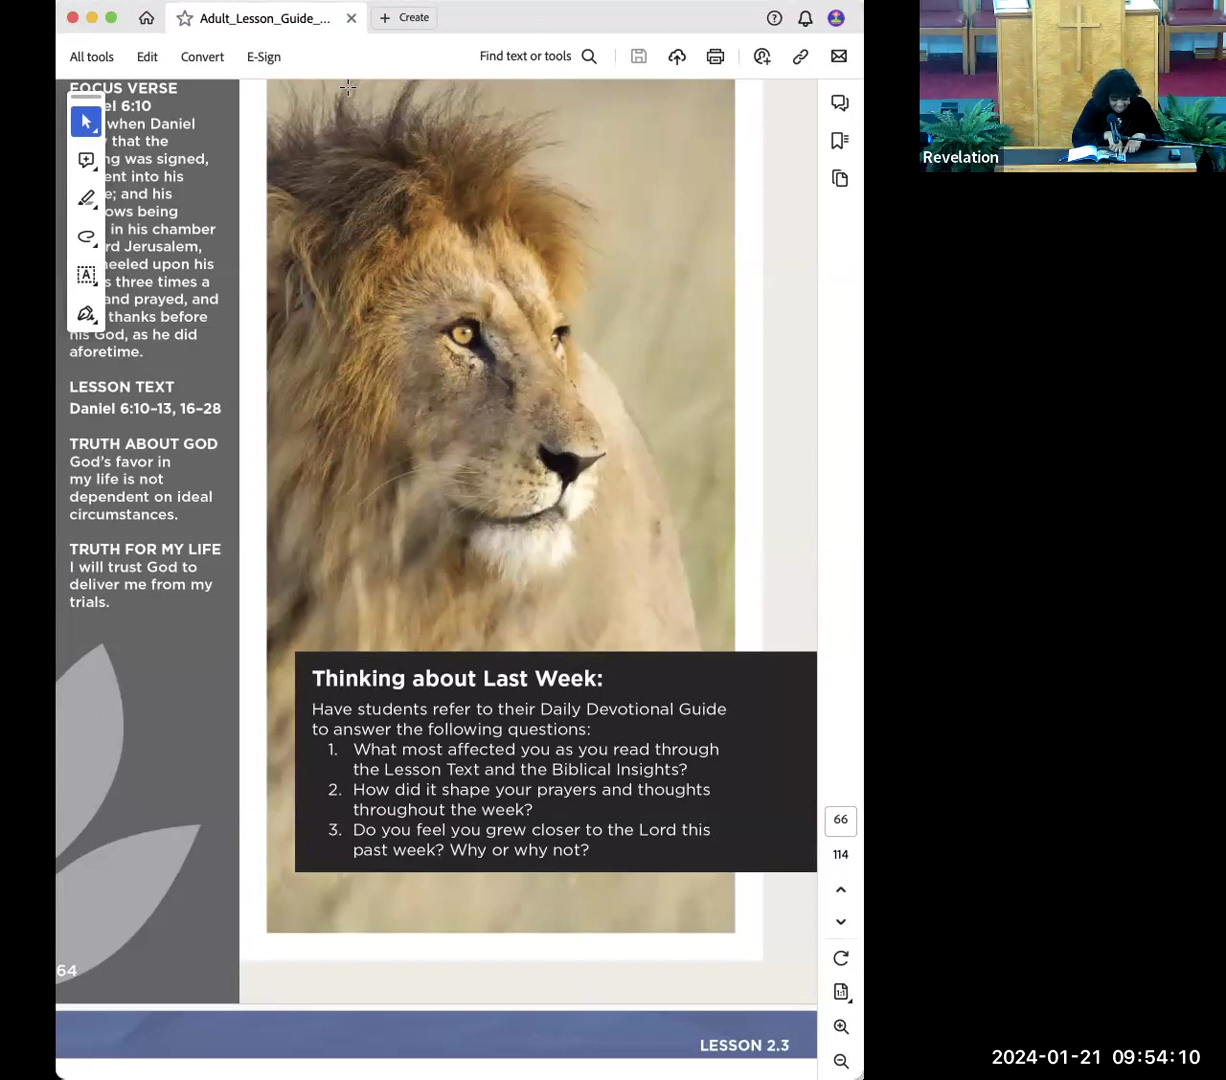 Adult_Lesson_Guide_...
Create
All tools
Edit
Convert
E-Sign
Find text or tools
FOCUS VERSE
el 6:10
when Daniel
that the
ng was signed,
ent into his
e; and his
ows being
in his chamber
rd Jerusalem,
neeled upon his
s three times a
and prayed, and
thanks before
his God, as he did
aforetime.
LESSON TEXT
Daniel 6:10–13, 16–28
TRUTH ABOUT GOD
God's favor in
my life is not
dependent on ideal
circumstances.
TRUTH FOR MY LIFE
I will trust God to
deliver me from my
trials.
64
Thinking about Last Week:
Have students refer to their Daily Devotional Guide
to answer the following questions:
1. What most affected you as you read through
the Lesson Text and the Biblical Insights?
2. How did it shape your prayers and thoughts
throughout the week?
3. Do you feel you grew closer to the Lord this
past week? Why or why not?
66
114
1:1
LESSON 2.3
Revelation
2024-01-21 09:54:10